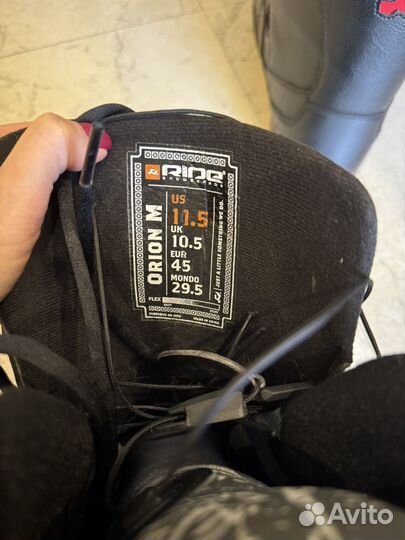 RIDE
SNOWBOARDS
ORION M
US
11.5
UK
10.5
EUR
45
MONDO
29.5
FLEX
JUST A LITTLE SOMETHING WE DO.
Avito